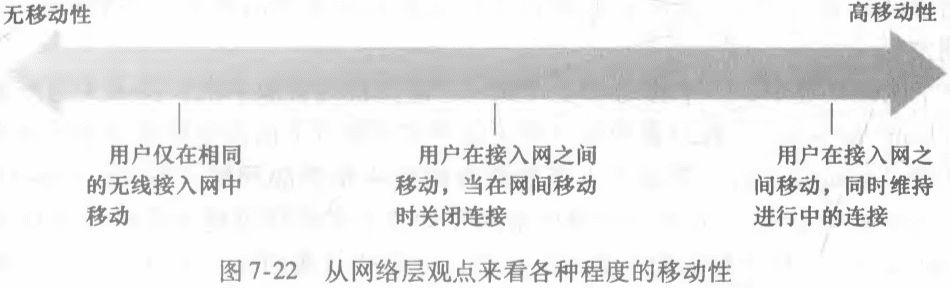 无移动性
高移动性
用户仅在相同
的无线接入网中
移动
用户在接入网之间
移动，当在网间移动
时关闭连接
用户在接入网之
间移动，同时维持
进行中的连接
图 7-22 从网络层观点来看各种程度的移动性